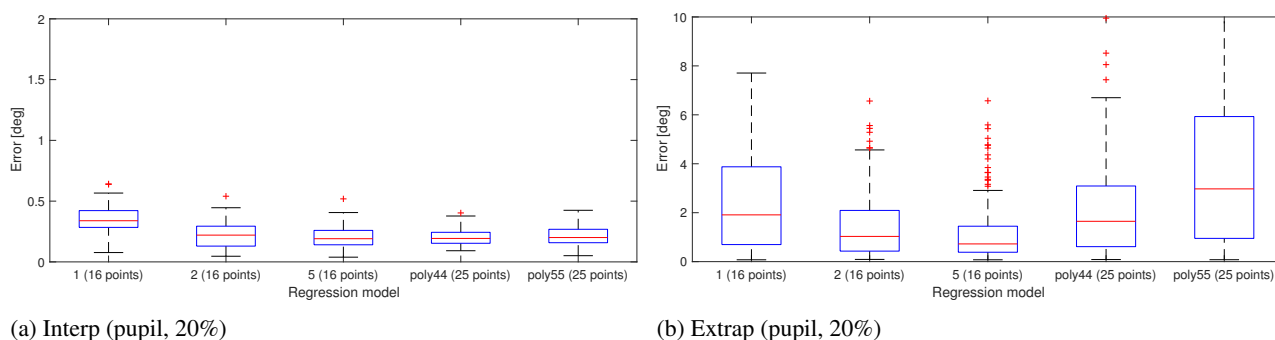 2
1.5
1
0.5
0
Error [deg]
1 (16 points) 2 (16 points) 5 (16 points) poly44 (25 points) poly55 (25 points)
Regression model
(a) Interp (pupil, 20%)
10
8
6
4
2
0
Error [deg]
1 (16 points) 2 (16 points) 5 (16 points) poly44 (25 points) poly55 (25 points)
Regression model
(b) Extrap (pupil, 20%)